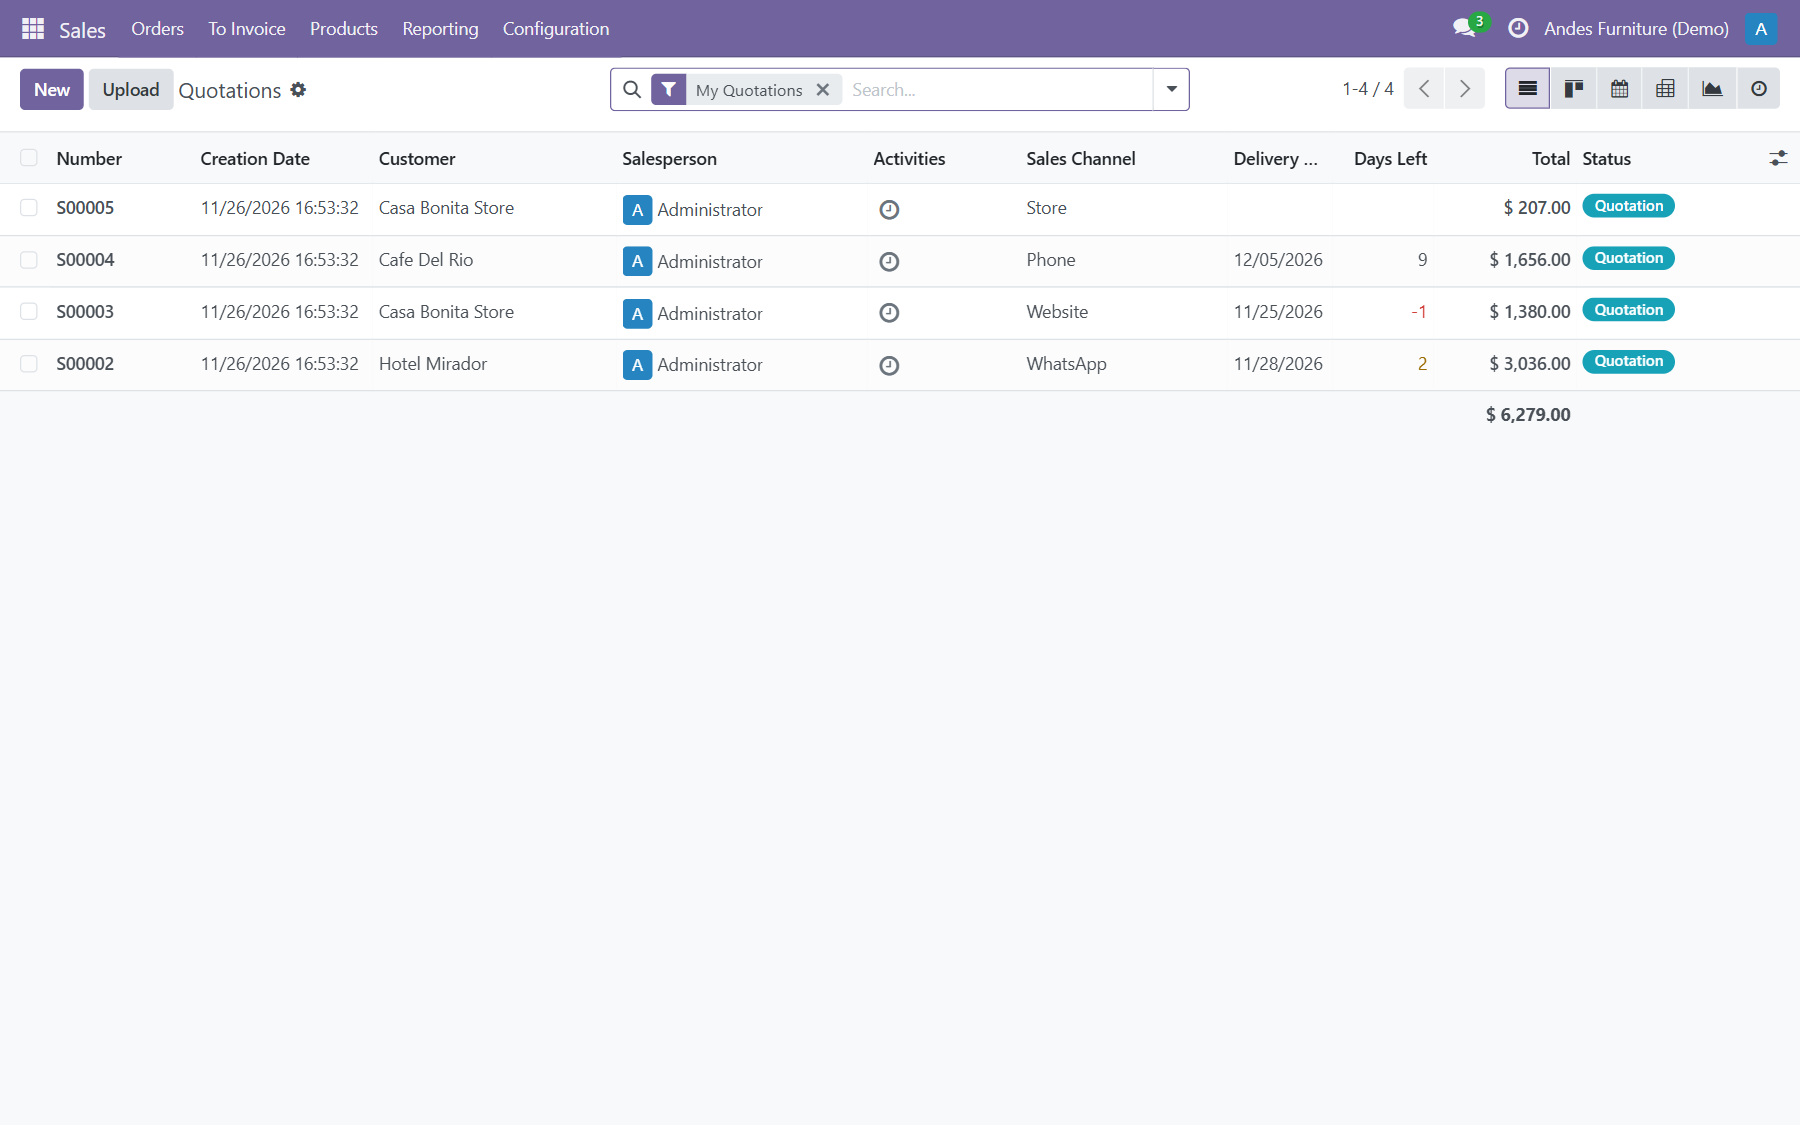 Sales Orders To Invoice Products Reporting Configuration 3 Andes Furniture (Demo) A
New Upload Quotations My Quotations Search... 1-4 / 4
Number Creation Date Customer Salesperson Activities Sales Channel Delivery ... Days Left Total Status
S00005 11/26/2026 16:53:32 Casa Bonita Store A Administrator Store $ 207.00 Quotation
S00004 11/26/2026 16:53:32 Cafe Del Rio A Administrator Phone 12/05/2026 9 $ 1,656.00 Quotation
S00003 11/26/2026 16:53:32 Casa Bonita Store A Administrator Website 11/25/2026 -1 $ 1,380.00 Quotation
S00002 11/26/2026 16:53:32 Hotel Mirador A Administrator WhatsApp 11/28/2026 2 $ 3,036.00 Quotation
$ 6,279.00